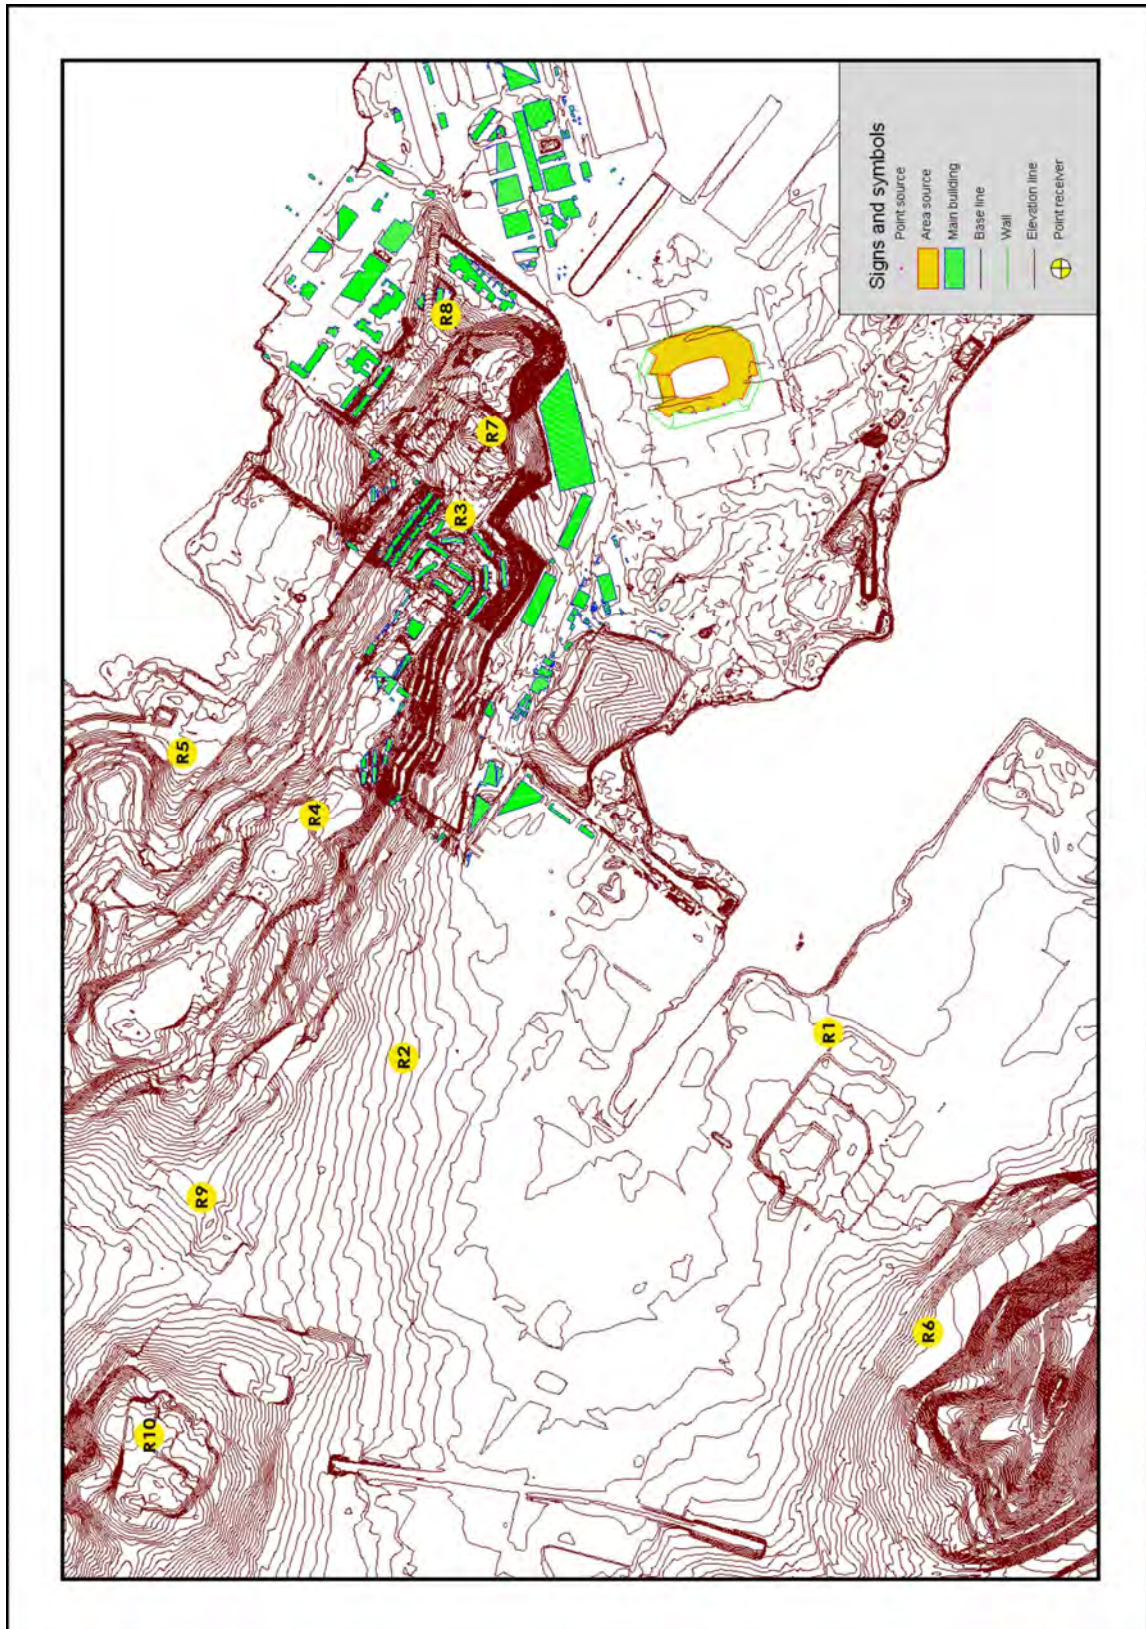 Signs and symbols
Point source
Area source
Main building
Base line
Wall
Elevation line
Point receiver
R10
R9
R5
R4
R2
R8
R3
R7
R1
R6